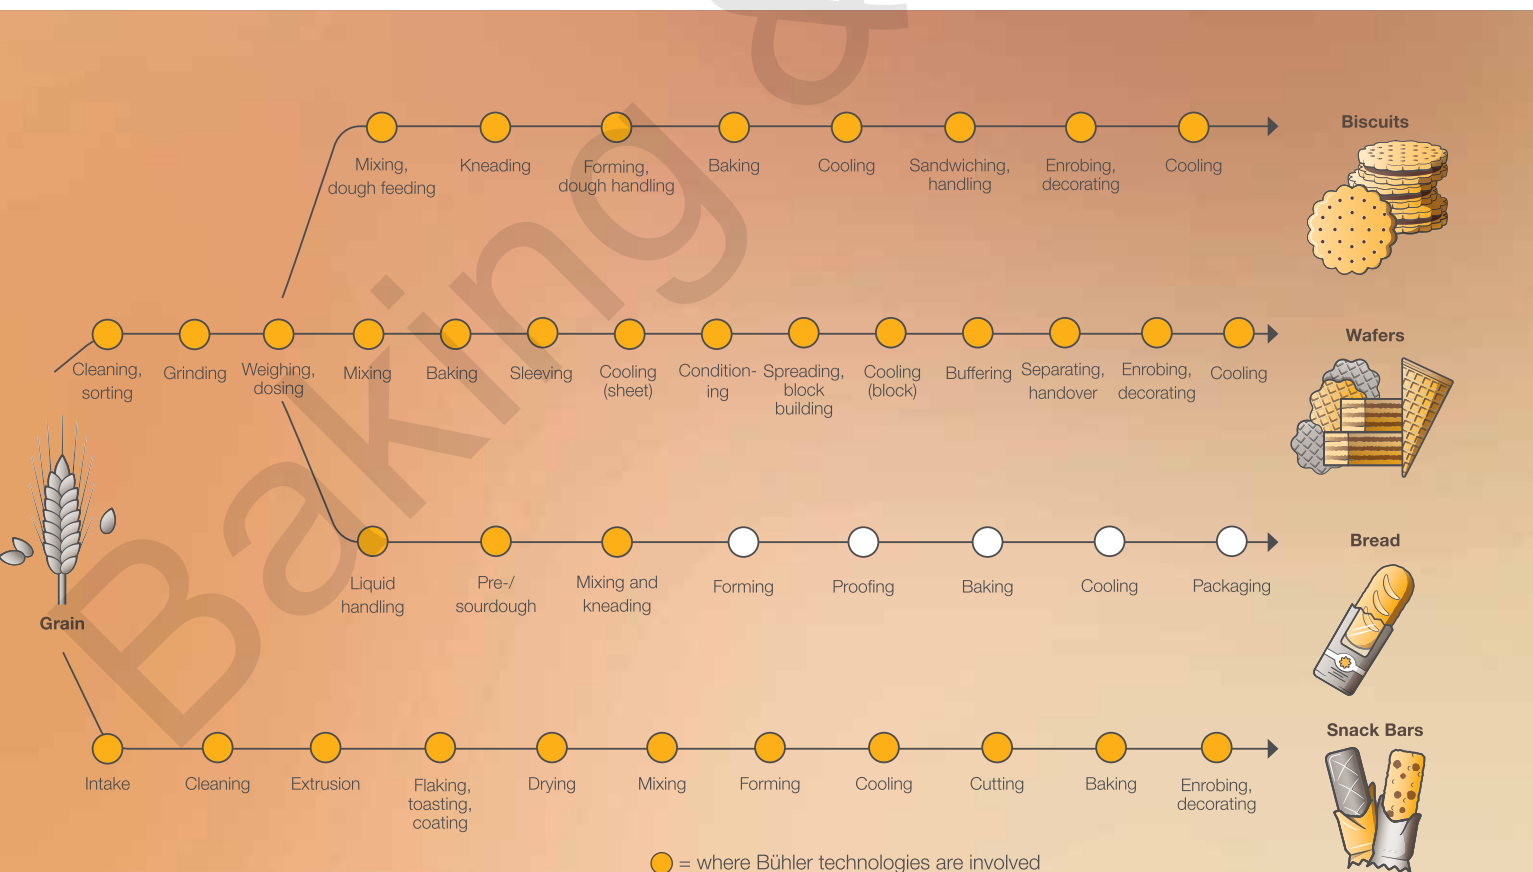 Baking &
Biscuits
Mixing,
dough feeding
Kneading
Forming,
dough handling
Baking
Cooling
Sandwiching,
handling
Enrobing,
decorating
Cooling
Wafers
Cleaning,
sorting
Grinding
Weighing,
dosing
Mixing
Baking
Sleeving
Cooling
(sheet)
Condition-
ing
Spreading,
block
building
Cooling
(block)
Buffering
Separating,
handover
Enrobing,
decorating
Cooling
Bread
Liquid
handling
Pre-/
sourdough
Mixing and
kneading
Forming
Proofing
Baking
Cooling
Packaging
Grain
Snack Bars
Intake
Cleaning
Extrusion
Flaking,
toasting,
coating
Drying
Mixing
Forming
Cooling
Cutting
Baking
Enrobing,
decorating
= where Bühler technologies are involved